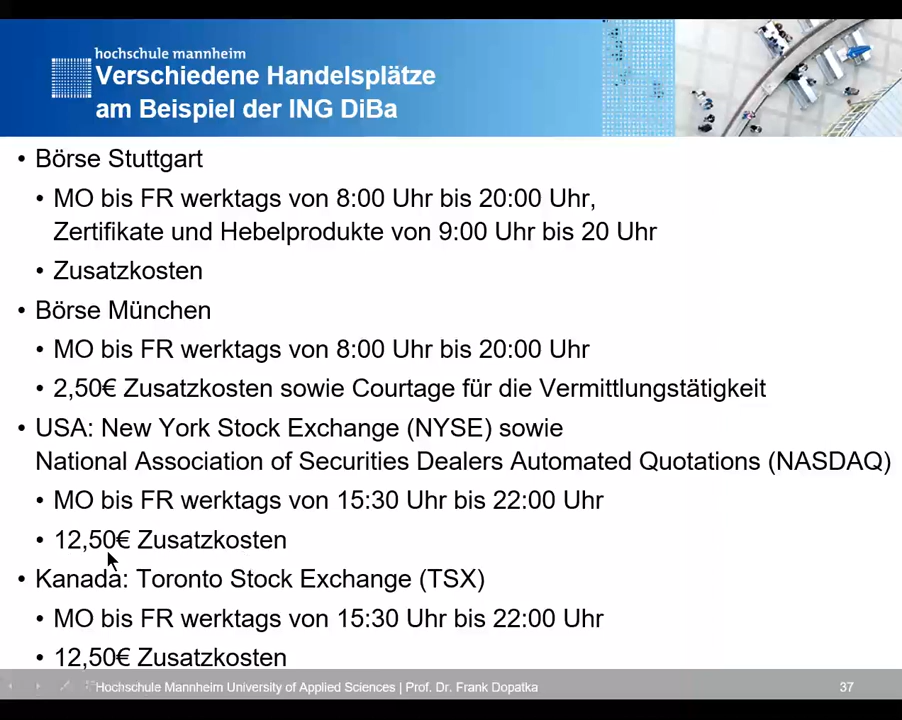 hochschule mannheim
Verschiedene Handelsplätze
am Beispiel der ING DiBa
• Börse Stuttgart
• MO bis FR werktags von 8:00 Uhr bis 20:00 Uhr,
Zertifikate und Hebelprodukte von 9:00 Uhr bis 20 Uhr
• Zusatzkosten
• Börse München
• MO bis FR werktags von 8:00 Uhr bis 20:00 Uhr
• 2,50€ Zusatzkosten sowie Courtage für die Vermittlungstätigkeit
• USA: New York Stock Exchange (NYSE) sowie
National Association of Securities Dealers Automated Quotations (NASDAQ)
• MO bis FR werktags von 15:30 Uhr bis 22:00 Uhr
• 12,50€ Zusatzkosten
• Kanada: Toronto Stock Exchange (TSX)
• MO bis FR werktags von 15:30 Uhr bis 22:00 Uhr
• 12,50€ Zusatzkosten
Hochschule Mannheim University of Applied Sciences | Prof. Dr. Frank Dopatka
37